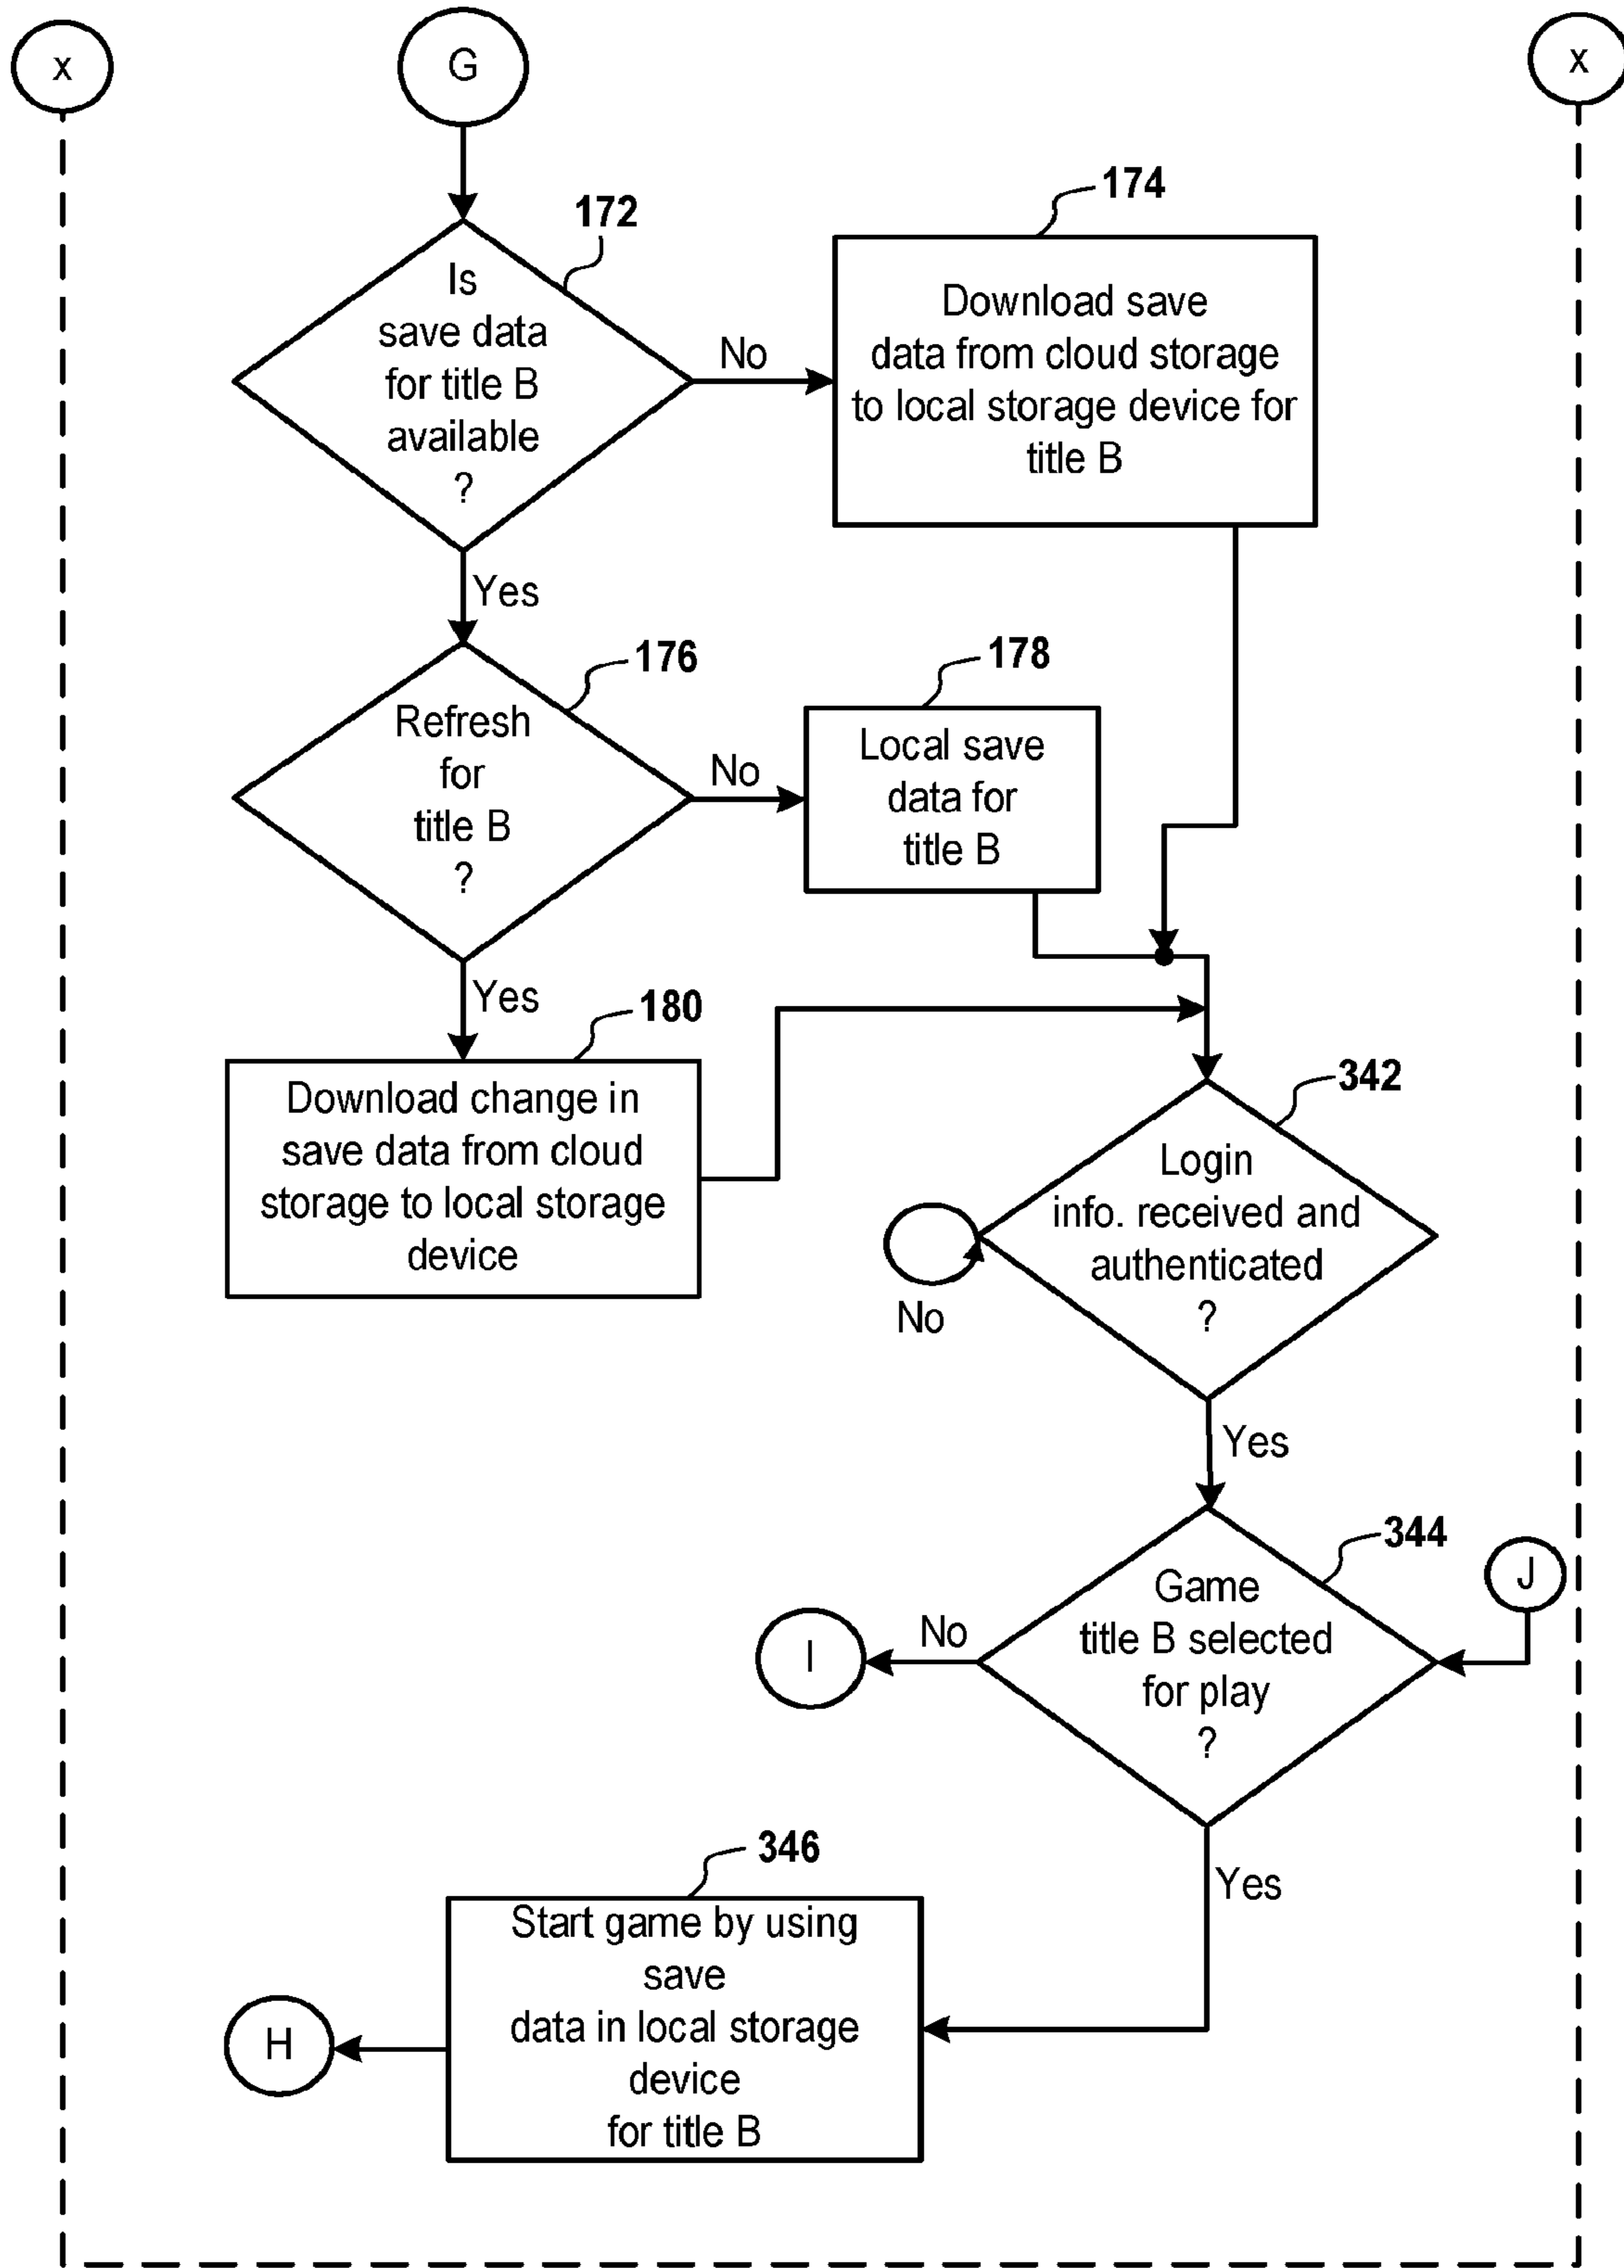 x
G
x
172
Is
save data
for title B
available
?
No
174
Download save
data from cloud storage
to local storage device for
title B
Yes
176
Refresh
for
title B
?
No
178
Local save
data for
title B
Yes
180
Download change in
save data from cloud
storage to local storage
device
342
Login
info. received and
authenticated
?
No
Yes
344
Game
title B selected
for play
?
J
No
I
Yes
346
Start game by using
save
data in local storage
device
for title B
H